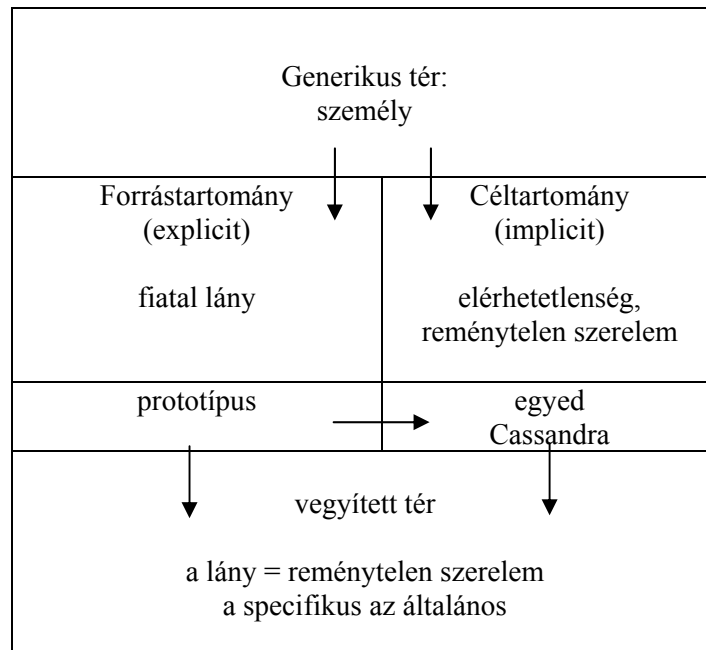 Generikus tér:
személy
Forrástartomány
(explicit)
fiatal lány
Céltartomány
(implicit)
elérhetetlenség,
reménytelen szerelem
prototípus
egyed
Cassandra
vegyített tér
a lány = reménytelen szerelem
a specifikus az általános